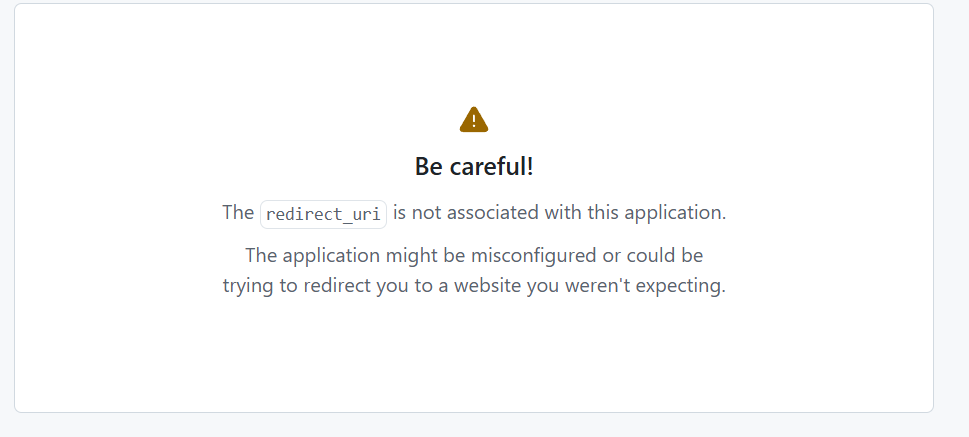 Be careful!
The redirect_uri is not associated with this application.
The application might be misconfigured or could be
trying to redirect you to a website you weren't expecting.